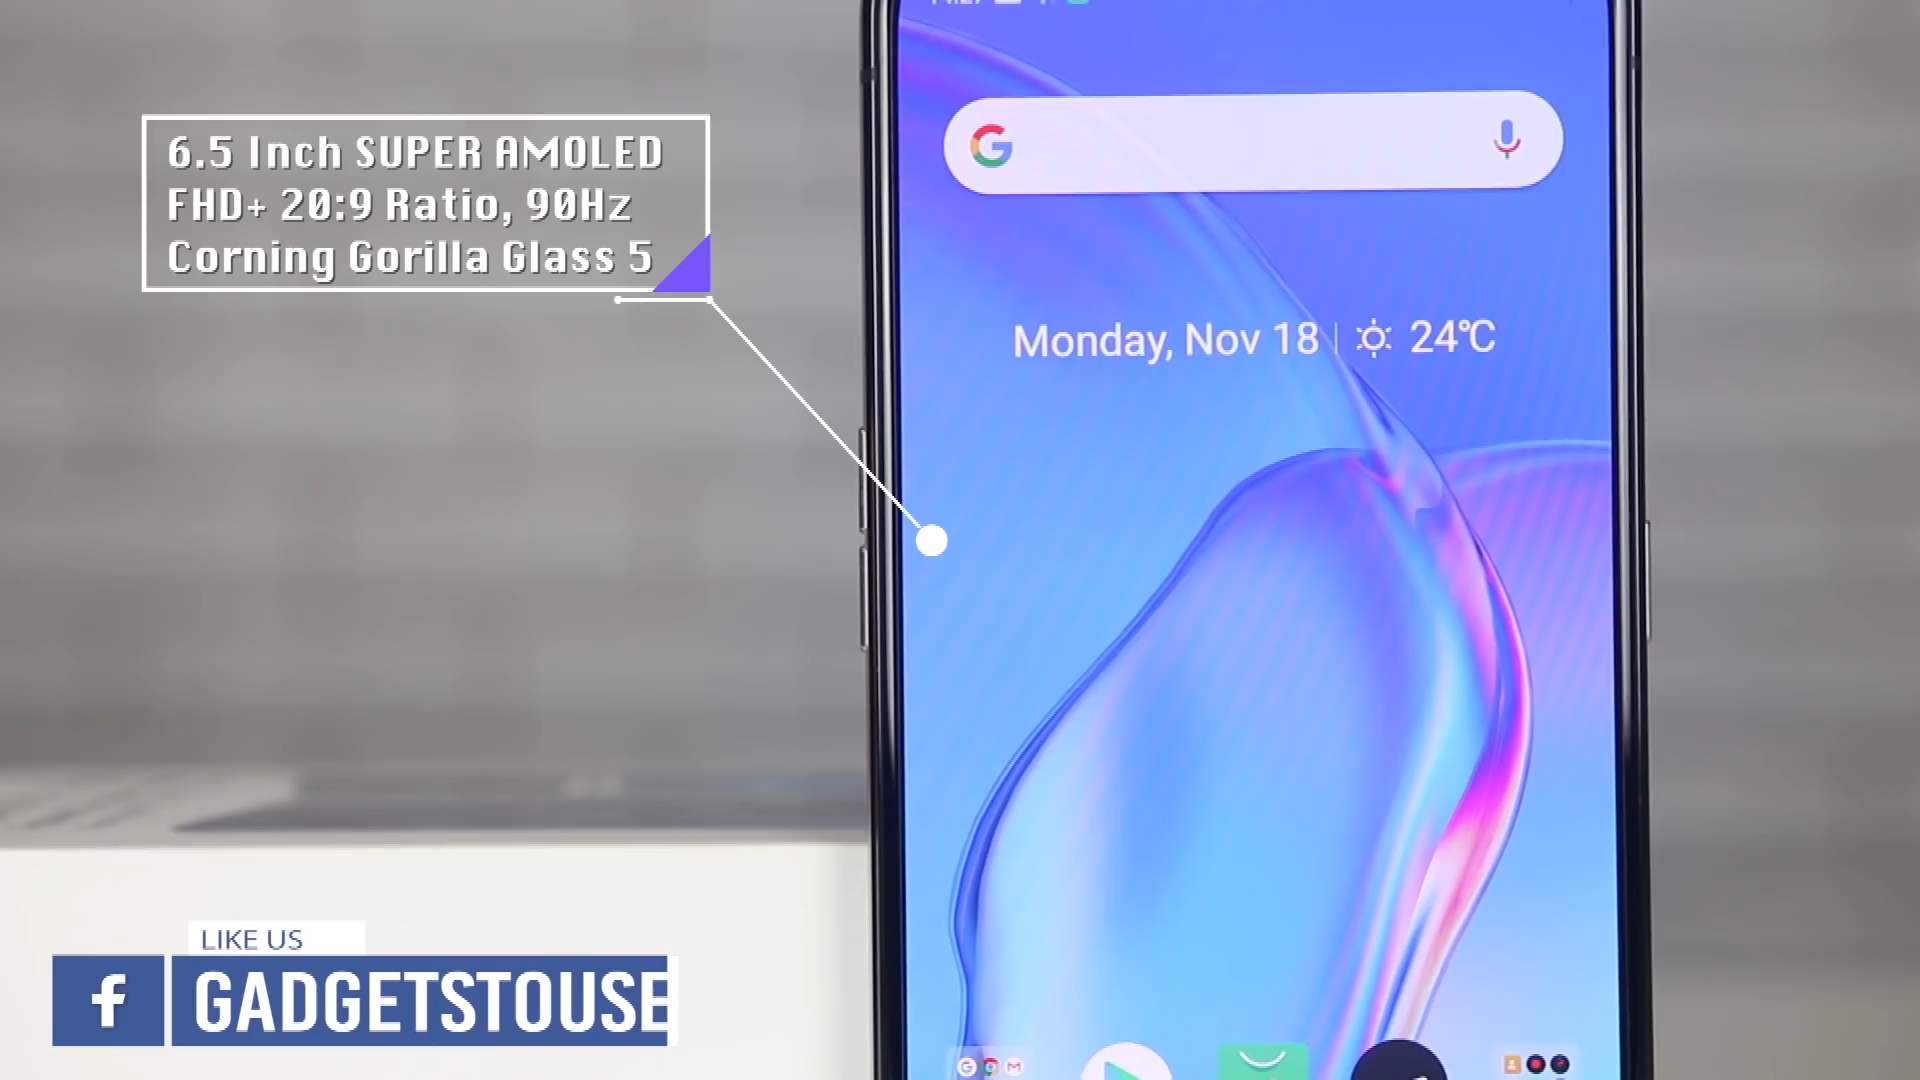 6.5 Inch SUPER AMOLED
FHD+ 20:9 Ratio, 90Hz
Corning Gorilla Glass 5
Monday, Nov 18 | 24°C
LIKE US
f GADGETSTOUSE